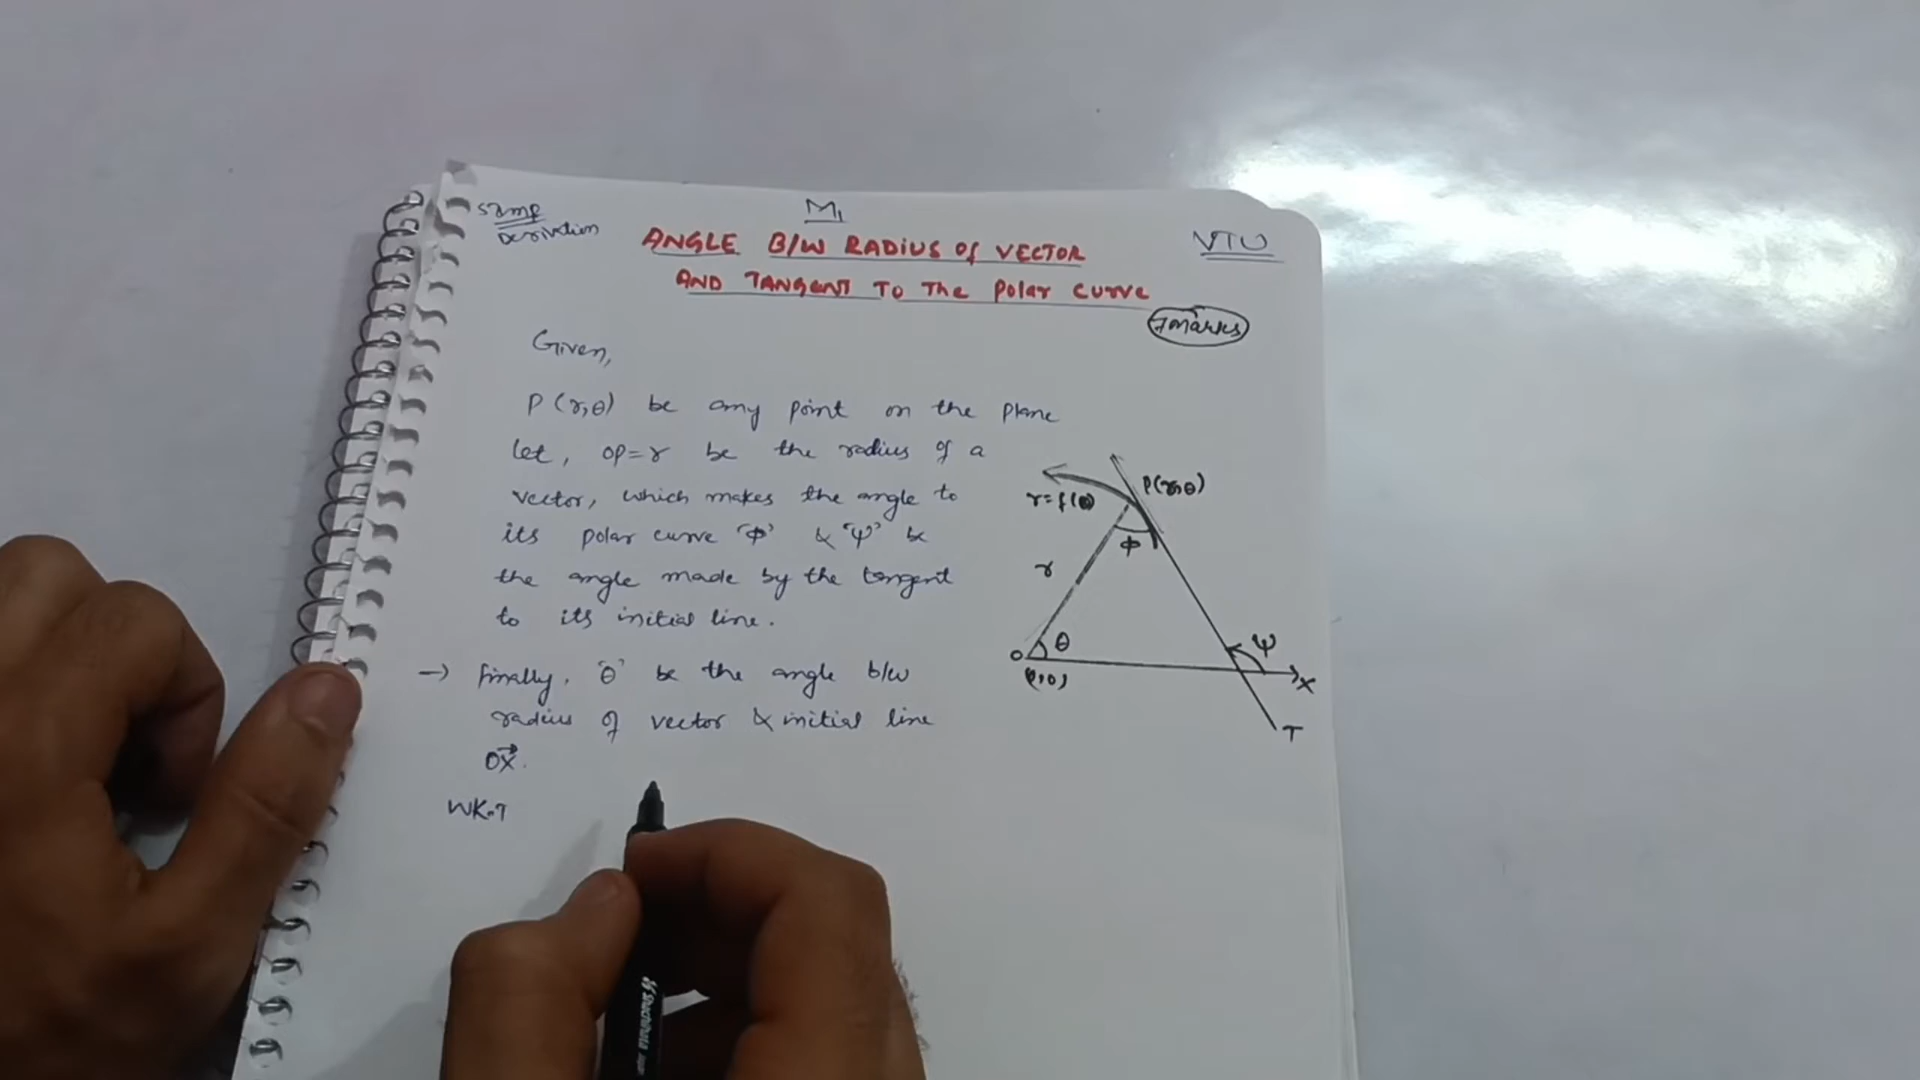 M1
VTU
Derivation
ANGLE B/W RADIUS OF VECTOR
AND TANGENT TO THE POLAR CURVE
7marks
Given,
P(r,θ) be any point on the plane
let, OP=r be the radius of a
vector, which makes the angle to
its polar curve 'ϕ' & 'ψ' be
the angle made by the tangent
to its initial line.
→ Finally, 'θ' be the angle b/w
radius of vector & initial line
OX⃗.
WK.T
P(r,θ)
r=f(θ)
ϕ
r
θ
ψ
O
(0,0)
X
T